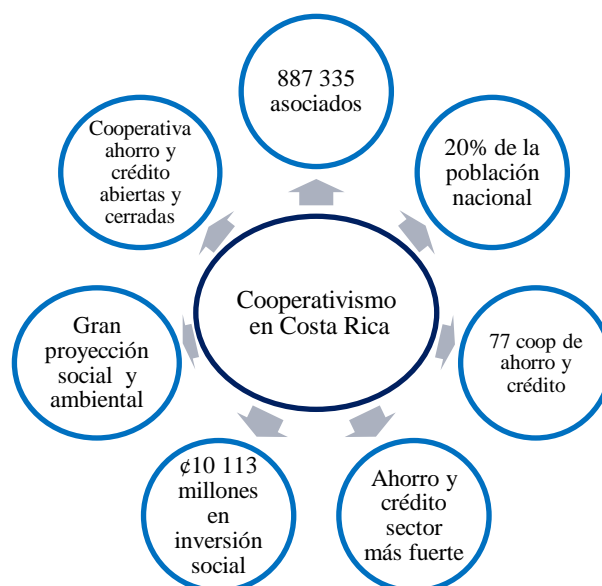 887 335
asociados
20% de la
población
nacional
77 coop de
ahorro y
crédito
Ahorro y
crédito
sector
más fuerte
¢10 113
millones
en
inversión
social
Gran
proyección
social y
ambiental
Cooperativa
ahorro y
crédito
abiertas y
cerradas
Cooperativismo
en Costa Rica